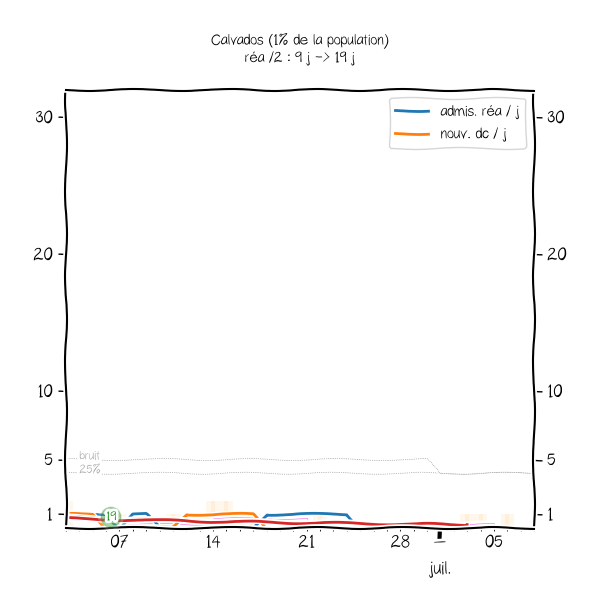 Calvados (1% de la population)
réa /2 : 9 j -> 19 j
admis. réa / j
nouv. dc / j
30
30
20
20
10
10
5
5
1
1
bruit
25%
19
07
14
21
28
05
juil.